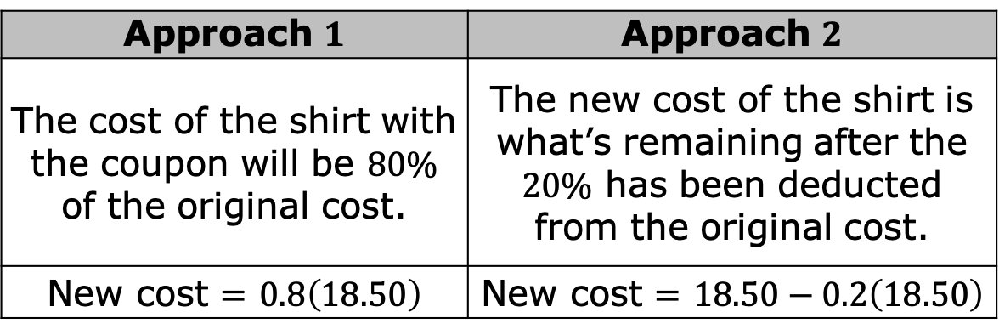 Approach 1
Approach 2
The cost of the shirt with
the coupon will be 80%
of the original cost.
The new cost of the shirt is
what's remaining after the
20% has been deducted
from the original cost.
New cost = 0.8(18.50)
New cost = 18.50 − 0.2(18.50)